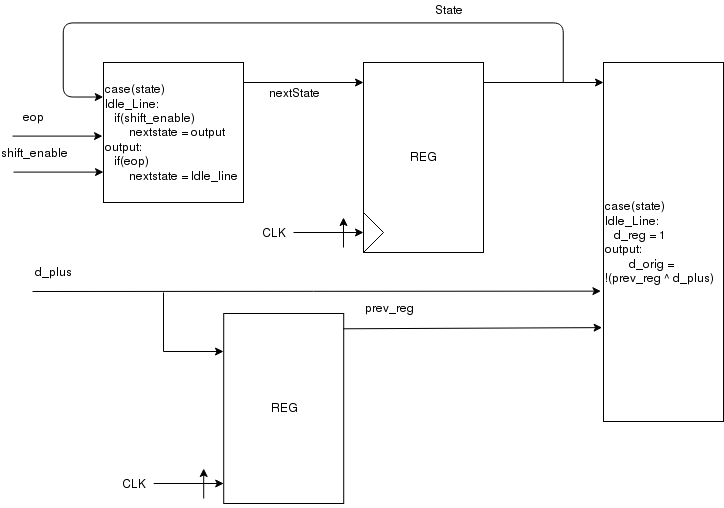 State
case(state)
Idle_Line:
if(shift_enable)
nextstate = output
output:
if(eop)
nextstate = Idle_line
eop
shift_enable
nextState
REG
CLK
case(state)
Idle_Line:
d_reg = 1
output:
d_orig =
!(prev_reg ^ d_plus)
d_plus
prev_reg
REG
CLK